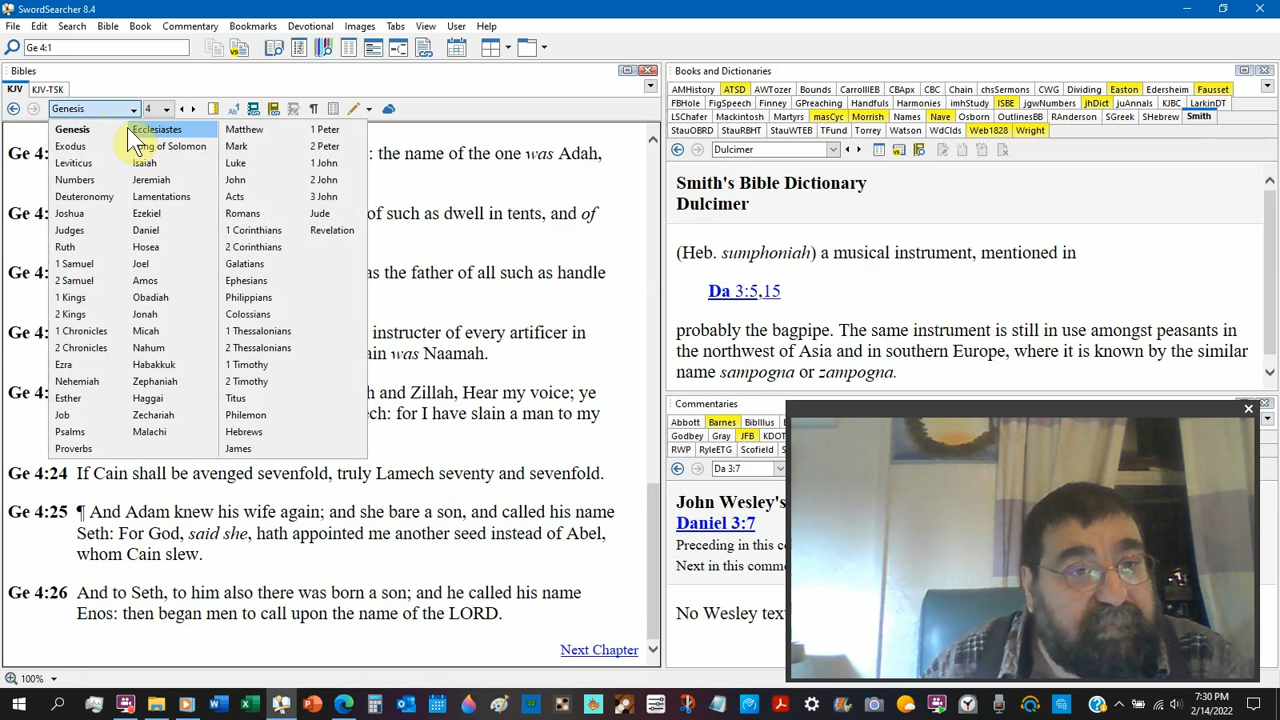 SwordSearcher 8.4
File Edit Search Bible Book Commentary Bookmarks Devotional Images Tabs View User Help
Ge 4:1
Bibles
KJV KJV-TSK
Genesis 4
Genesis Ecclesiastes Matthew 1 Peter
Exodus of Solomon Mark 2 Peter
Leviticus Isaiah Luke 1 John
Numbers Jeremiah John 2 John
Deuteronomy Lamentations Acts 3 John
Joshua Ezekiel Romans Jude
Judges Daniel 1 Corinthians Revelation
Ruth Hosea 2 Corinthians
1 Samuel Joel Galatians
2 Samuel Amos Ephesians
1 Kings Obadiah Philippians
2 Kings Jonah Colossians
1 Chronicles Micah 1 Thessalonians
2 Chronicles Nahum 2 Thessalonians
Ezra Habakkuk 1 Timothy
Nehemiah Zephaniah 2 Timothy
Esther Haggai Titus
Job Zechariah Philemon
Psalms Malachi Hebrews
Proverbs James
Ge 4: : the name of the one was Adah,
Ge 4: of such as dwell in tents, and of
Ge 4: as the father of all such as handle
Ge 4: instructer of every artificer in
ain was Naamah.
Ge 4: h and Zillah, Hear my voice; ye
ech: for I have slain a man to my
Ge 4:24 If Cain shall be avenged sevenfold, truly Lamech seventy and sevenfold.
Ge 4:25 ¶ And Adam knew his wife again; and she bare a son, and called his name
Seth: For God, said she, hath appointed me another seed instead of Abel,
whom Cain slew.
Ge 4:26 And to Seth, to him also there was born a son; and he called his name
Enos: then began men to call upon the name of the LORD.
Next Chapter
100%
Books and Dictionaries
AMHistory ATSD AWTozer Bounds CarrollEB CBApx CBC Chain chsSermons CWG Dividing Easton Edersheim Fausset
FBHole FigSpeech GPreaching Handfuls Harmonies imhStudy ISBE jgwNumbers jhDict juAnnals KJBC LarkinDT
LSChafer Mackintosh Martyrs masCyc Morrish Names Nave Osborn OutlinesBB RAnderson SGreek SHebrew Smith
StauOBRD StauRBHT StauWTEB TFund Torrey Watson WdClds Web1828 Wright
Dulcimer
Smith's Bible Dictionary
Dulcimer
(Heb. sumphoniah) a musical instrument, mentioned in
Da 3:5,15
probably the bagpipe. The same instrument is still in use amongst peasants in
the northwest of Asia and in southern Europe, where it is known by the similar
name sampogna or zampogna.
Commentaries
Abbott Barnes BibIllus
Godbey Gray JFB KDOT
RWP RyleETG Scofield
Da 3:7
John Wesley's
Daniel 3:7
Preceding in this co
Next in this comme
No Wesley tex
7:30 PM
2/14/2022